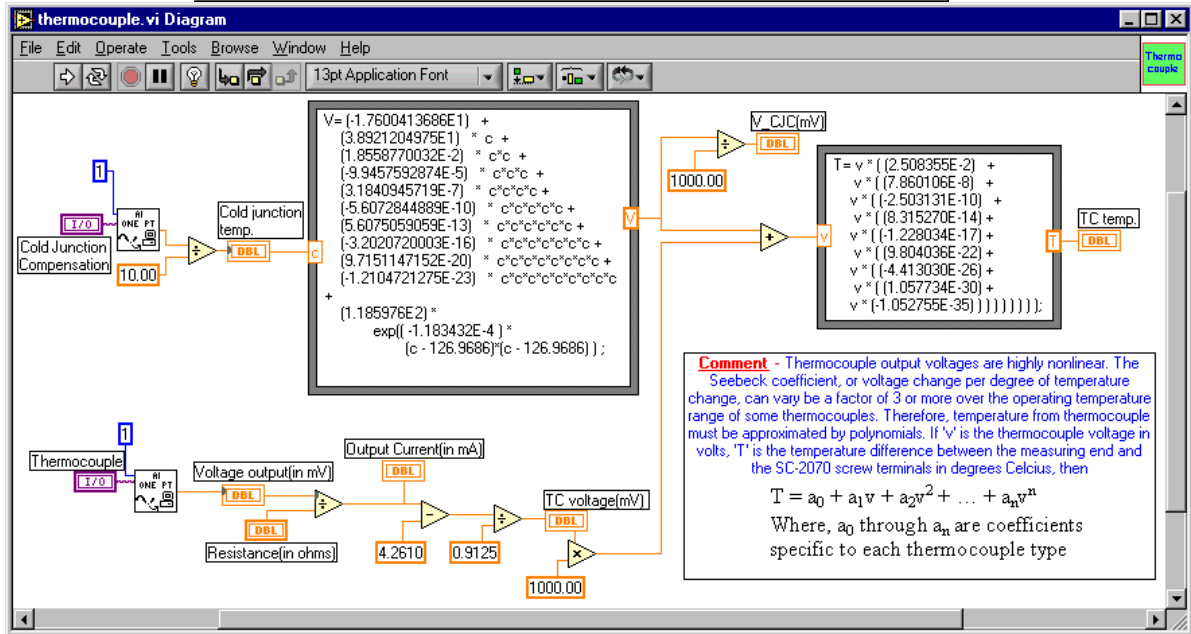 thermocouple.vi Diagram
File Edit Operate Tools Browse Window Help
13pt Application Font
Thermo
couple
1
I/O
Cold Junction
Compensation
AI
ONE PT
10.00
÷
Cold junction
temp.
DBL
c
V= (-1.7600413686E1) +
(3.8921204975E1) * c +
(1.8558770032E-2) * c*c +
(-9.9457592874E-5) * c*c*c +
(3.1840945719E-7) * c*c*c*c +
(-5.6072844889E-10) * c*c*c*c*c +
(5.6075059059E-13) * c*c*c*c*c*c +
(-3.2020720003E-16) * c*c*c*c*c*c*c +
(9.7151147152E-20) * c*c*c*c*c*c*c*c +
(-1.2104721275E-23) * c*c*c*c*c*c*c*c*c
+
(1.185976E2) *
exp(( -1.183432E-4 ) *
(c - 126.9686)*(c - 126.9686) ) ;
V
÷
1000.00
V_CJC(mV)
DBL
+
v
T= v * ( (2.508355E-2) +
v * ( (7.860106E-8) +
v * ( (-2.503131E-10) +
v * ( (8.315270E-14) +
v * ( (-1.228034E-17) +
v * ( (9.804036E-22) +
v * ( (-4.413030E-26) +
v * ( (1.057734E-30) +
v * (-1.052755E-35) ) ) ) ) ) ) ) );
T
TC temp.
DBL
1
Thermocouple
I/O
AI
ONE PT
Voltage output(in mV)
DBL
DBL
Resistance(in ohms)
÷
Output Current(in mA)
DBL
-
4.2610
÷
0.9125
TC voltage(mV)
DBL
×
1000.00
Comment - Thermocouple output voltages are highly nonlinear. The
Seebeck coefficient, or voltage change per degree of temperature
change, can vary be a factor of 3 or more over the operating temperature
range of some thermocouples. Therefore, temperature from thermocouple
must be approximated by polynomials. If 'v' is the thermocouple voltage in
volts, 'T' is the temperature difference between the measuring end and
the SC-2070 screw terminals in degrees Celcius, then
T = a₀ + a₁v + a₂v² + ... + aₙvⁿ
Where, a₀ through aₙ are coefficients
specific to each thermocouple type